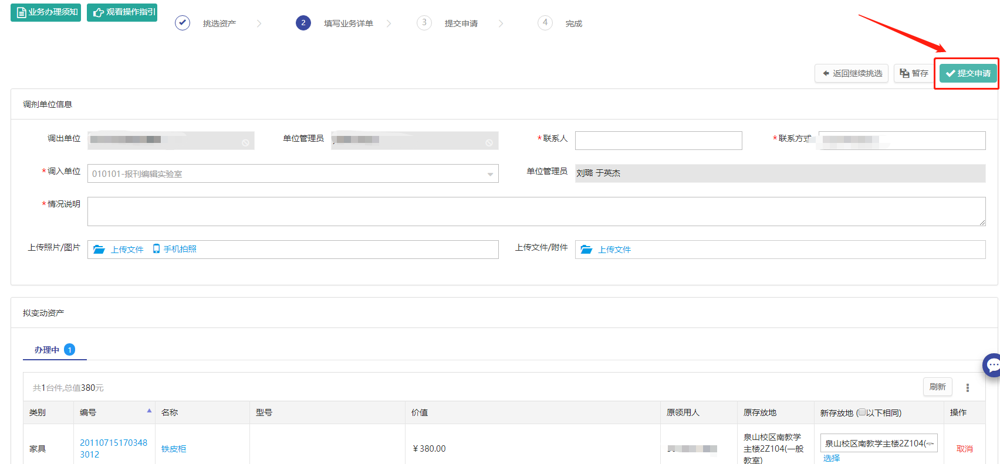 业务办理须知
观看操作指引
挑选资产
2
填写业务详单
3
提交申请
4
完成
返回继续挑选
暂存
提交申请
调剂单位信息
调出单位
单位管理员
*联系人
*联系方式
*调入单位
010101-报刊编辑实验室
单位管理员
刘璐 于英杰
*情况说明
上传照片/图片
上传文件
手机拍照
上传文件/附件
上传文件
拟变动资产
办理中 1
共1台件,总值380元
刷新
类别
编号
名称
型号
价值
原领用人
原存放地
新存放地 (以下相同)
操作
家具
20110715170348
3012
铁皮柜
￥380.00
泉山校区南教学
主楼2Z104(一般
教室)
泉山校区南教学主楼2Z104(一
选择
取消